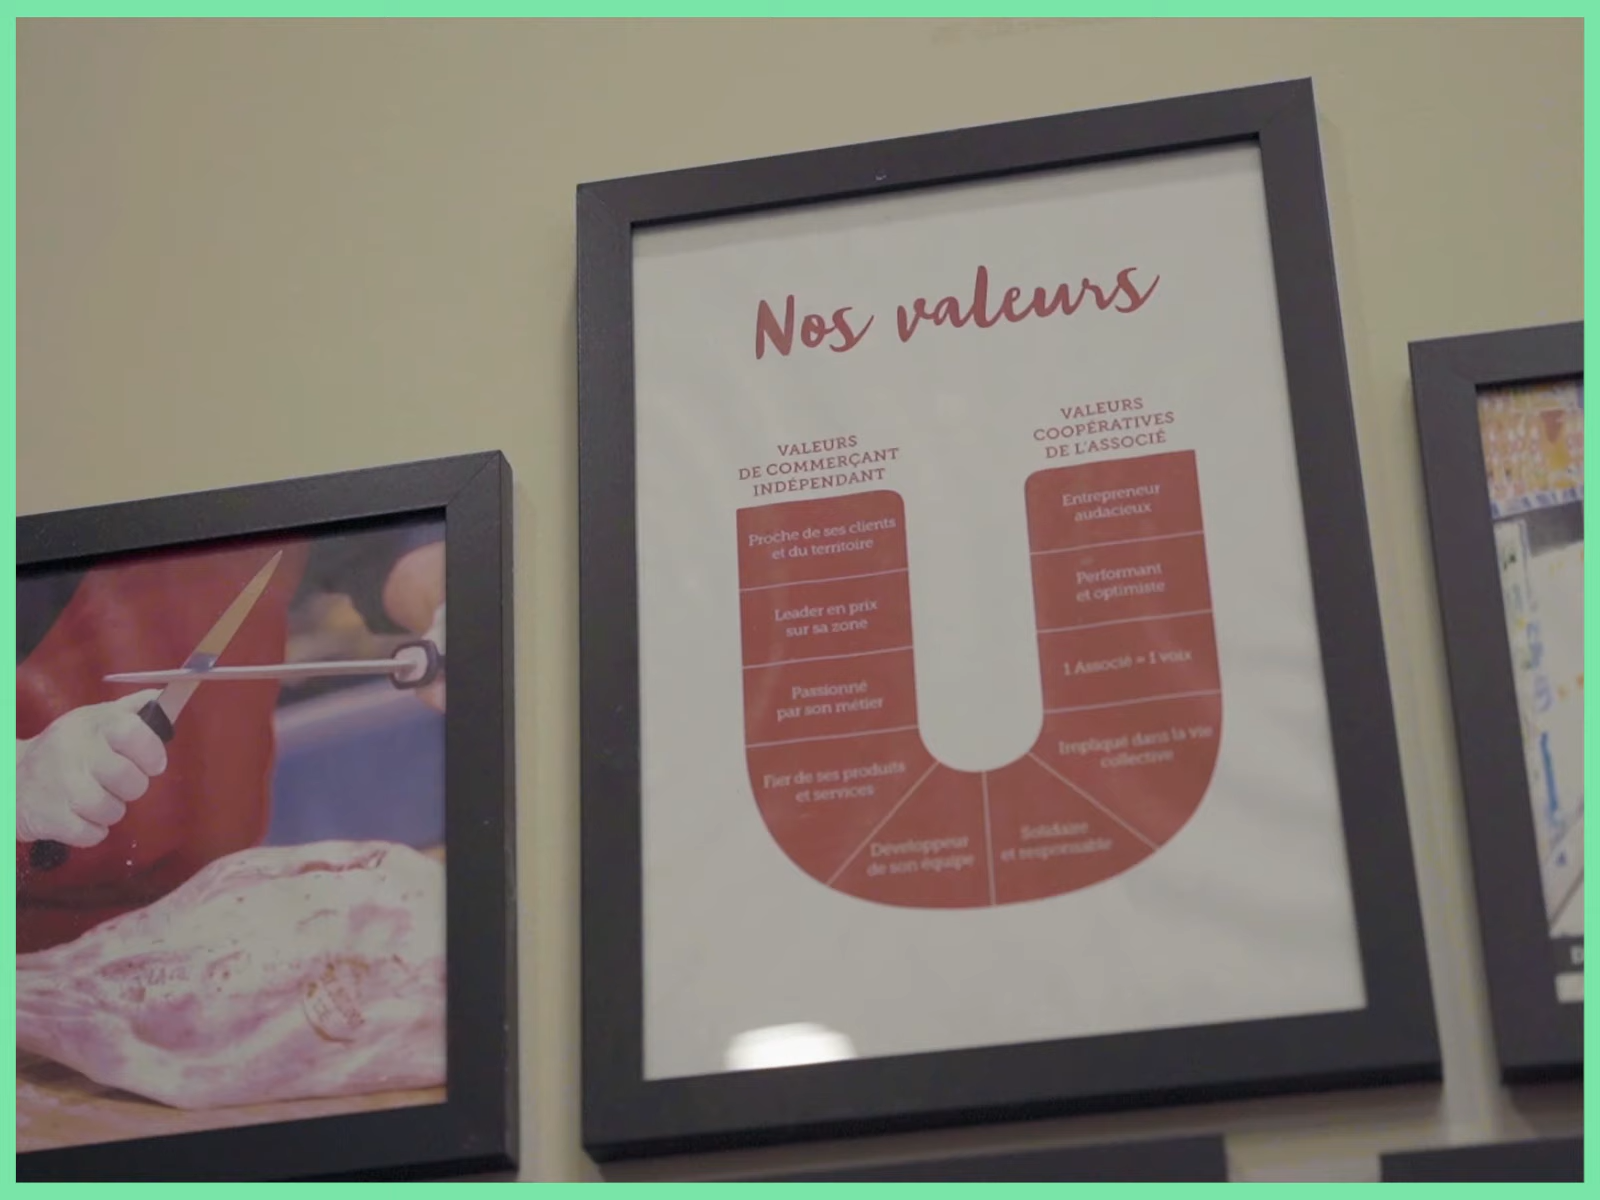 Nos valeurs
VALEURS
DE COMMERÇANT
INDÉPENDANT
Proche de ses clients
et du territoire
Leader en prix
sur sa zone
Passionné
par son métier
Fier de ses produits
et services
Développeur
de son équipe
VALEURS
COOPÉRATIVES
DE L'ASSOCIÉ
Entrepreneur
audacieux
Performant
et optimiste
1 Associé = 1 voix
Impliqué dans la vie
collective
Solidaire
et responsable